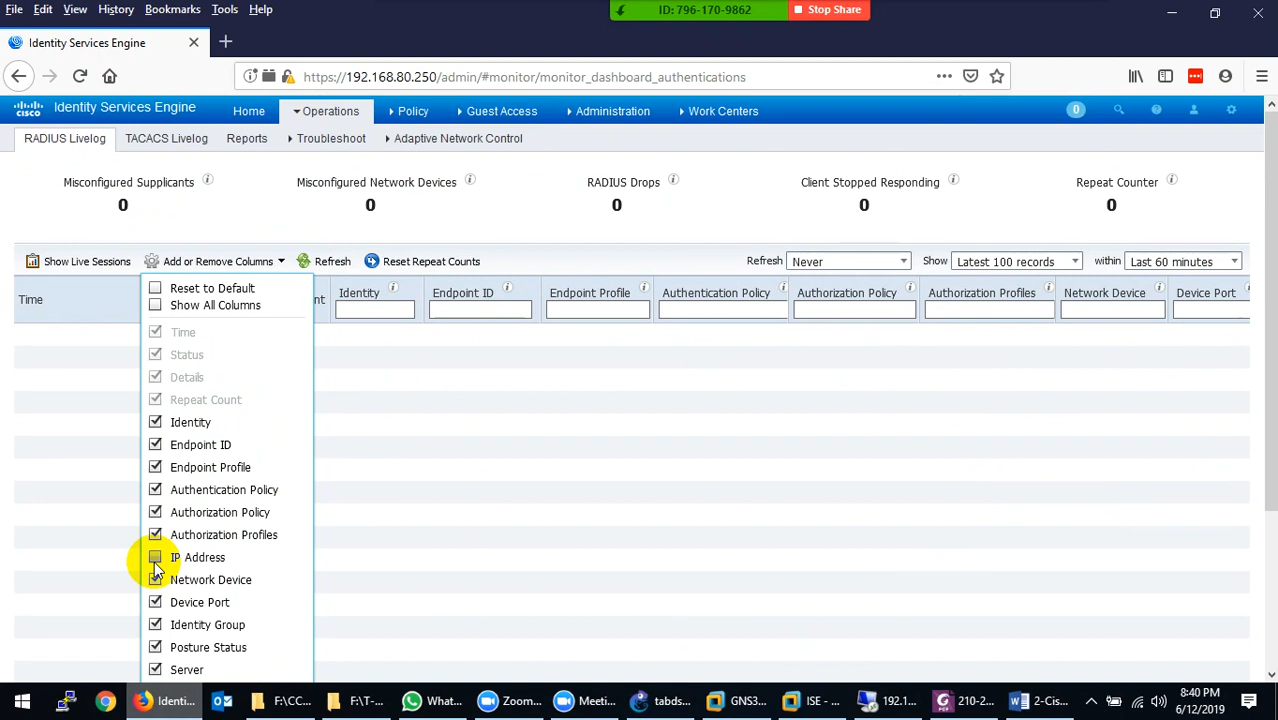 File Edit View History Bookmarks Tools Help
ID: 796-170-9862 Stop Share
Identity Services Engine
https://192.168.80.250/admin/#monitor/monitor_dashboard_authentications
cisco Identity Services Engine Home Operations Policy Guest Access Administration Work Centers 0
RADIUS Livelog TACACS Livelog Reports Troubleshoot Adaptive Network Control
Misconfigured Supplicants Misconfigured Network Devices RADIUS Drops Client Stopped Responding Repeat Counter
0 0 0 0 0
Show Live Sessions Add or Remove Columns Refresh Reset Repeat Counts Refresh Never Show Latest 100 records within Last 60 minutes
Time Identity Endpoint ID Endpoint Profile Authentication Policy Authorization Policy Authorization Profiles Network Device Device Port
Reset to Default
Show All Columns
Time
Status
Details
Repeat Count
Identity
Endpoint ID
Endpoint Profile
Authentication Policy
Authorization Policy
Authorization Profiles
IP Address
Network Device
Device Port
Identity Group
Posture Status
Server
Identi... F:\CC... F:\T-... What... Zoom... Meeti... tabds... GNS3... ISE - ... 192.1... 210-2... 2-Cis... 8:40 PM
6/12/2019